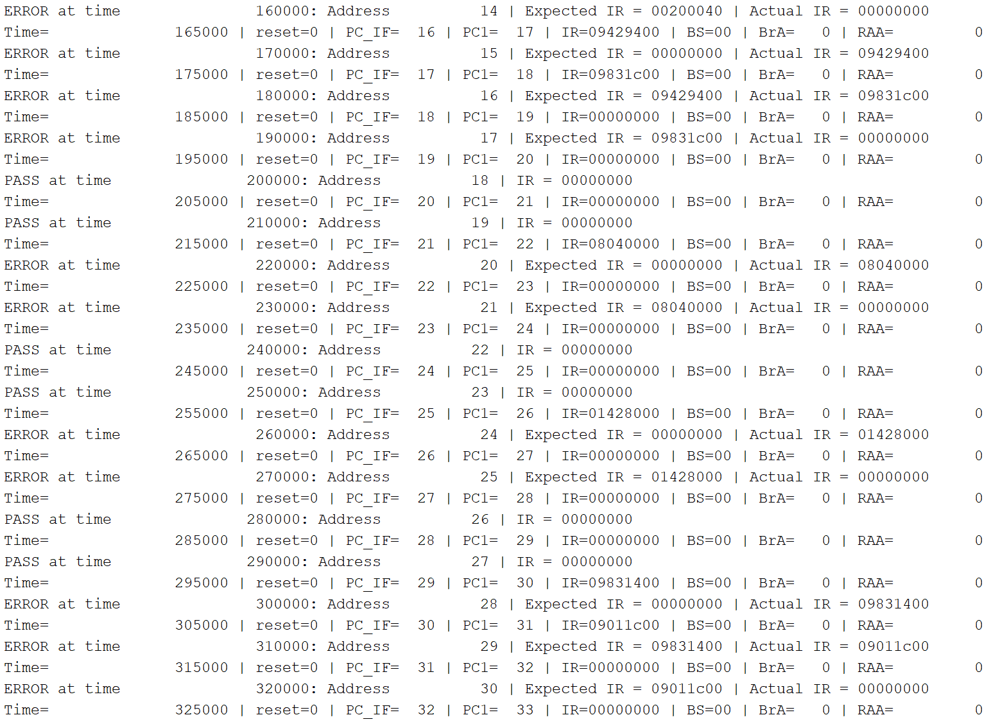 ERROR at time                160000: Address          14 | Expected IR = 00200040 | Actual IR = 00000000
Time=              165000 | reset=0 | PC_IF=  16 | PC1=  17 | IR=09429400 | BS=00 | BrA=   0 | RAA=         0
ERROR at time                170000: Address          15 | Expected IR = 00000000 | Actual IR = 09429400
Time=              175000 | reset=0 | PC_IF=  17 | PC1=  18 | IR=09831c00 | BS=00 | BrA=   0 | RAA=         0
ERROR at time                180000: Address          16 | Expected IR = 09429400 | Actual IR = 09831c00
Time=              185000 | reset=0 | PC_IF=  18 | PC1=  19 | IR=00000000 | BS=00 | BrA=   0 | RAA=         0
ERROR at time                190000: Address          17 | Expected IR = 09831c00 | Actual IR = 00000000
Time=              195000 | reset=0 | PC_IF=  19 | PC1=  20 | IR=00000000 | BS=00 | BrA=   0 | RAA=         0
PASS at time                200000: Address          18 | IR = 00000000
Time=              205000 | reset=0 | PC_IF=  20 | PC1=  21 | IR=00000000 | BS=00 | BrA=   0 | RAA=         0
PASS at time                210000: Address          19 | IR = 00000000
Time=              215000 | reset=0 | PC_IF=  21 | PC1=  22 | IR=08040000 | BS=00 | BrA=   0 | RAA=         0
ERROR at time                220000: Address          20 | Expected IR = 00000000 | Actual IR = 08040000
Time=              225000 | reset=0 | PC_IF=  22 | PC1=  23 | IR=00000000 | BS=00 | BrA=   0 | RAA=         0
ERROR at time                230000: Address          21 | Expected IR = 08040000 | Actual IR = 00000000
Time=              235000 | reset=0 | PC_IF=  23 | PC1=  24 | IR=00000000 | BS=00 | BrA=   0 | RAA=         0
PASS at time                240000: Address          22 | IR = 00000000
Time=              245000 | reset=0 | PC_IF=  24 | PC1=  25 | IR=00000000 | BS=00 | BrA=   0 | RAA=         0
PASS at time                250000: Address          23 | IR = 00000000
Time=              255000 | reset=0 | PC_IF=  25 | PC1=  26 | IR=01428000 | BS=00 | BrA=   0 | RAA=         0
ERROR at time                260000: Address          24 | Expected IR = 00000000 | Actual IR = 01428000
Time=              265000 | reset=0 | PC_IF=  26 | PC1=  27 | IR=00000000 | BS=00 | BrA=   0 | RAA=         0
ERROR at time                270000: Address          25 | Expected IR = 01428000 | Actual IR = 00000000
Time=              275000 | reset=0 | PC_IF=  27 | PC1=  28 | IR=00000000 | BS=00 | BrA=   0 | RAA=         0
PASS at time                280000: Address          26 | IR = 00000000
Time=              285000 | reset=0 | PC_IF=  28 | PC1=  29 | IR=00000000 | BS=00 | BrA=   0 | RAA=         0
PASS at time                290000: Address          27 | IR = 00000000
Time=              295000 | reset=0 | PC_IF=  29 | PC1=  30 | IR=09831400 | BS=00 | BrA=   0 | RAA=         0
ERROR at time                300000: Address          28 | Expected IR = 00000000 | Actual IR = 09831400
Time=              305000 | reset=0 | PC_IF=  30 | PC1=  31 | IR=09011c00 | BS=00 | BrA=   0 | RAA=         0
ERROR at time                310000: Address          29 | Expected IR = 09831400 | Actual IR = 09011c00
Time=              315000 | reset=0 | PC_IF=  31 | PC1=  32 | IR=00000000 | BS=00 | BrA=   0 | RAA=         0
ERROR at time                320000: Address          30 | Expected IR = 09011c00 | Actual IR = 00000000
Time=              325000 | reset=0 | PC_IF=  32 | PC1=  33 | IR=00000000 | BS=00 | BrA=   0 | RAA=         0